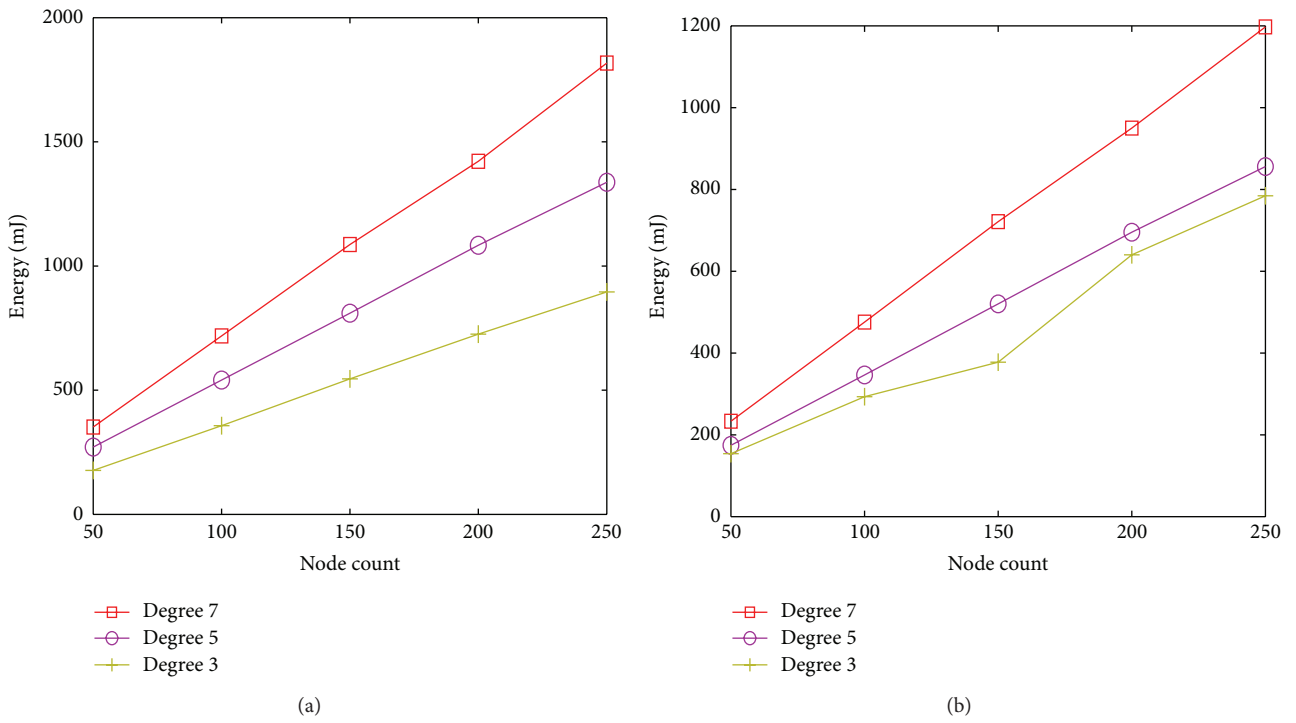 2000
1500
1000
500
0
Energy (mJ)
50 100 150 200 250
Node count
Degree 7
Degree 5
Degree 3
(a)
1200
1000
800
600
400
200
0
Energy (mJ)
50 100 150 200 250
Node count
Degree 7
Degree 5
Degree 3
(b)